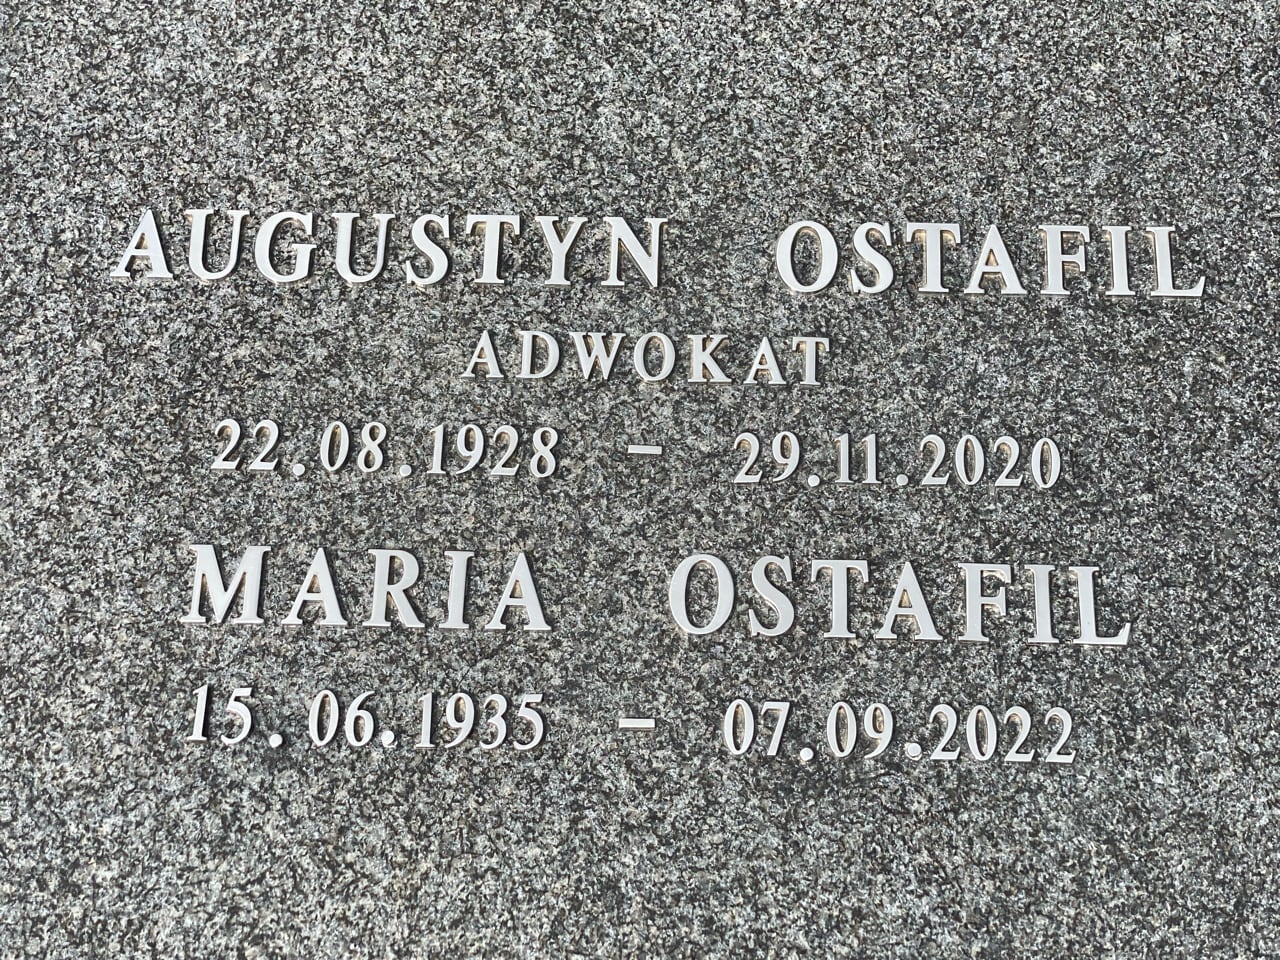 AUGUSTYN OSTAFIL
ADWOKAT
22.08.1928 - 29.11.2020
MARIA OSTAFIL
15.06.1935 - 07.09.2022